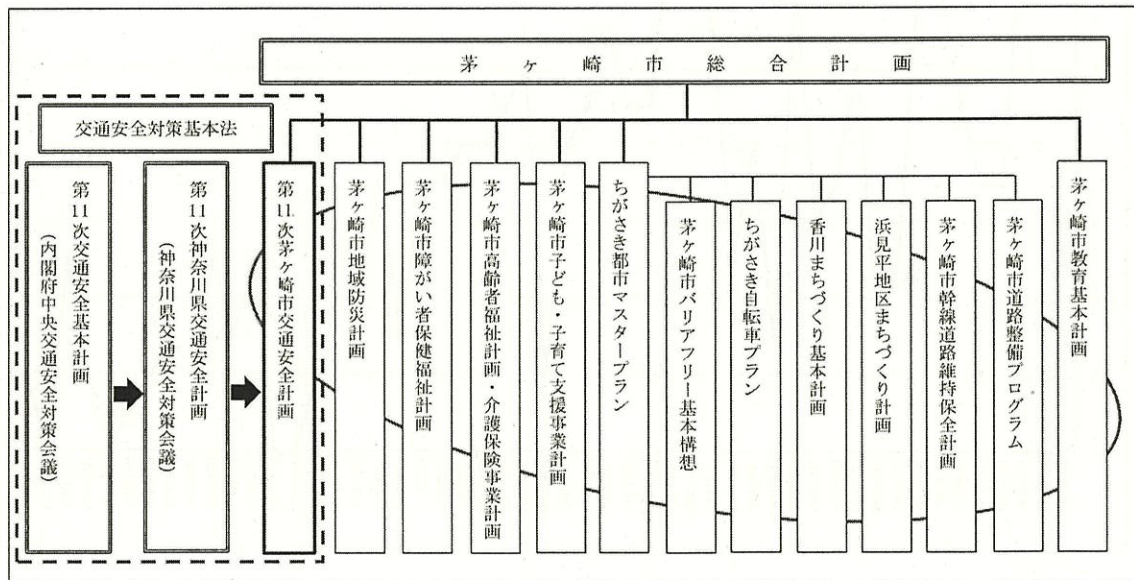 茅ヶ崎市総合計画
交通安全対策基本法
第11次交通安全基本計画
(内閣府中央交通安全対策会議)
第11次神奈川県交通安全計画
(神奈川県交通安全対策会議)
第11次茅ヶ崎市交通安全計画
茅ヶ崎市地域防災計画
茅ヶ崎市障がい者保健福祉計画
茅ヶ崎市高齢者福祉計画・介護保険事業計画
茅ヶ崎市子ども・子育て支援事業計画
ちがさき都市マスタープラン
茅ヶ崎市バリアフリー基本構想
ちがさき自転車プラン
香川まちづくり基本計画
浜見平地区まちづくり計画
茅ヶ崎市幹線道路維持保全計画
茅ヶ崎市道路整備プログラム
茅ヶ崎市教育基本計画